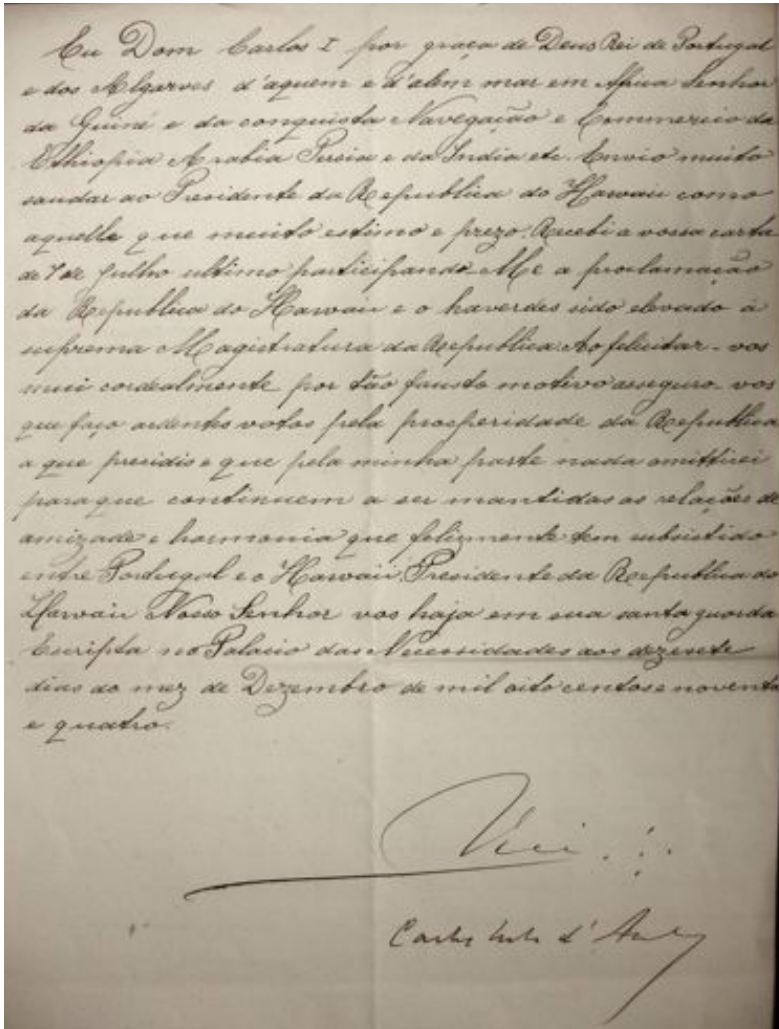 Eu Dom Carlos I por graça de Deus Rei de Portugal
e dos Algarves d'aquem e d'alem mar em Africa Senhor
da Guiné e da conquista Navegação e Commercio da
Ethiopia Arabia Persia e da India etc. Envio muito
saudar ao Presidente da Republica do Hawaii como
aquelle que muito estimo e prezo. Recebi a vossa carta
de 7 de Julho ultimo participando-Me a proclamação
da Republica do Hawaii e o haverdes sido elevado à
suprema Magistratura da Republica. Ao felicitar-vos
mui cordealmente por tão fausto motivo asseguro-vos
que faço ardentes votos pela prosperidade da Republica
a que presidis e que pela minha parte nada omittirei
para que continuem a ser mantidas as relações de
amizade e harmonia que felizmente tem subsistido
entre Portugal e o Hawaii. Presidente da Republica do
Hawaii Nosso Senhor vos haja em sua santa guarda
Escripta no Palacio das Necessidades aos dezesete
dias do mez de Dezembro de mil oito centos e noventa
e quatro.
Carlos d'